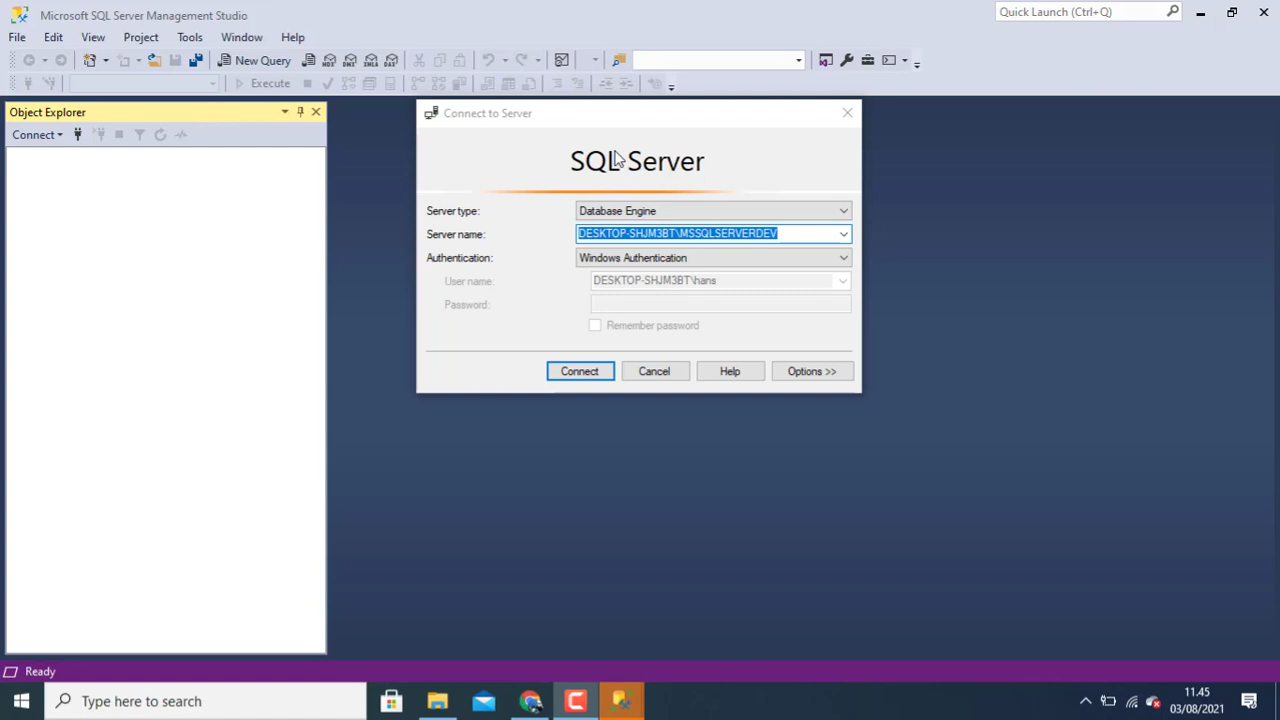 Microsoft SQL Server Management Studio
Quick Launch (Ctrl+Q)
File Edit View Project Tools Window Help
New Query
Execute
Object Explorer
Connect
Connect to Server
SQL Server
Server type: Database Engine
Server name: DESKTOP-SHJM3BT\MSSQLSERVERDEV
Authentication: Windows Authentication
User name: DESKTOP-SHJM3BT\hans
Password:
Remember password
Connect Cancel Help Options >>
Ready
Type here to search
11.45
03/08/2021